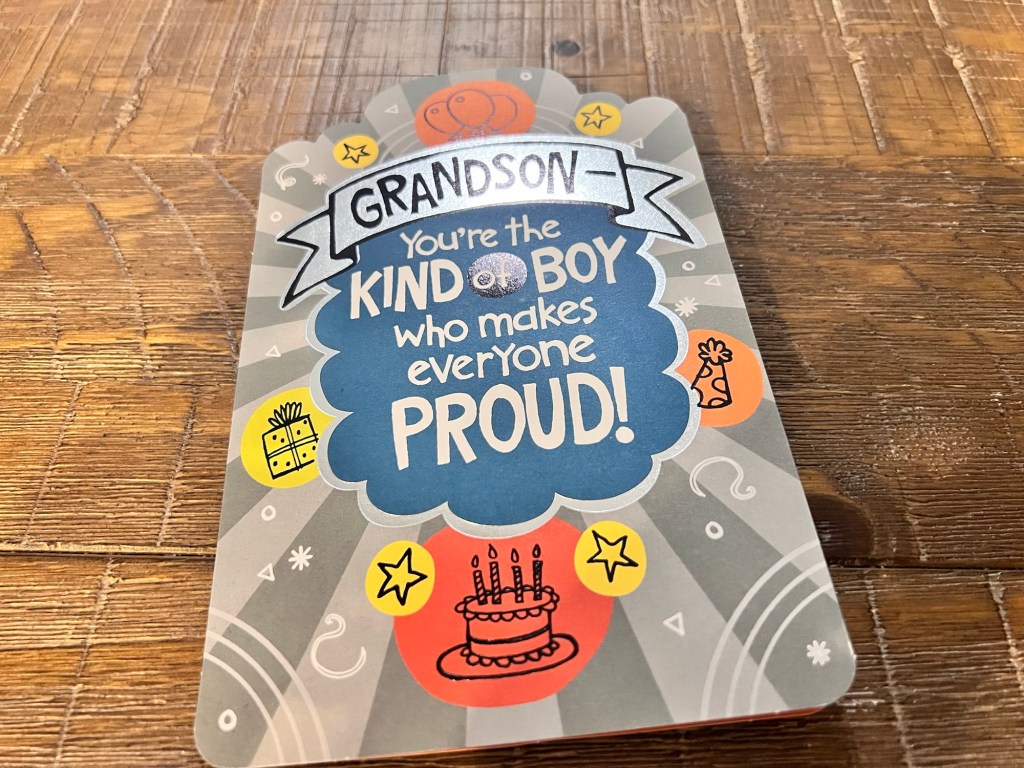 GRANDSON—
You're the
KIND of BOY
who makes
everyone
PROUD!